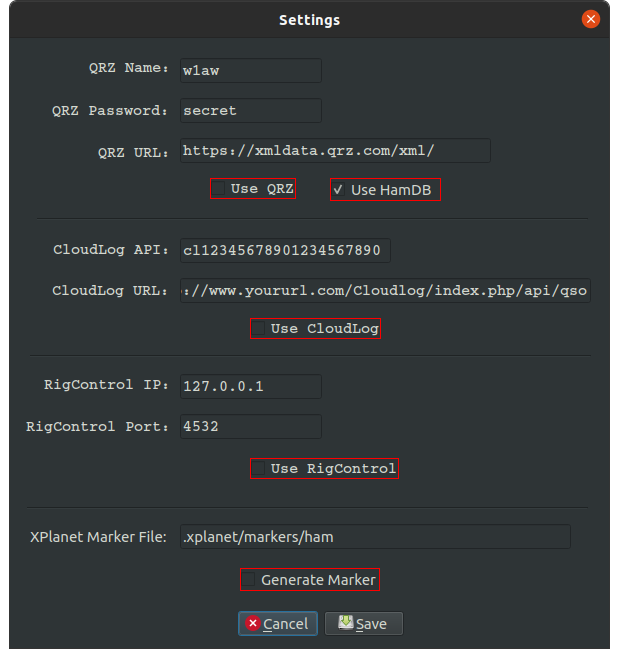 Settings
QRZ Name: w1aw
QRZ Password: secret
QRZ URL: https://xmldata.qrz.com/xml/
Use QRZ Use HamDB
CloudLog API: cl12345678901234567890
CloudLog URL: ://www.yoururl.com/Cloudlog/index.php/api/qso
Use CloudLog
RigControl IP: 127.0.0.1
RigControl Port: 4532
Use RigControl
XPlanet Marker File: .xplanet/markers/ham
Generate Marker
Cancel Save